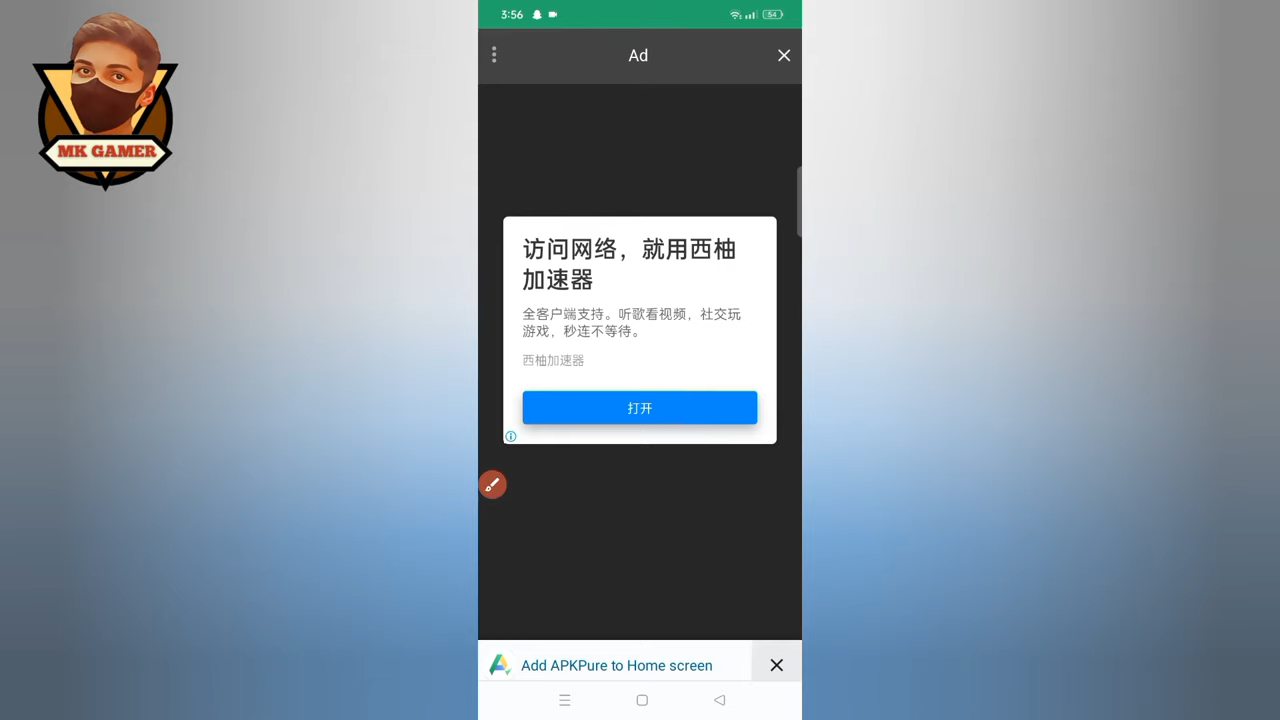 3:56
54
Ad
MK GAMER
访问网络，就用西柚
加速器
全客户端支持。听歌看视频，社交玩
游戏，秒连不等待。
西柚加速器
打开
Add APKPure to Home screen